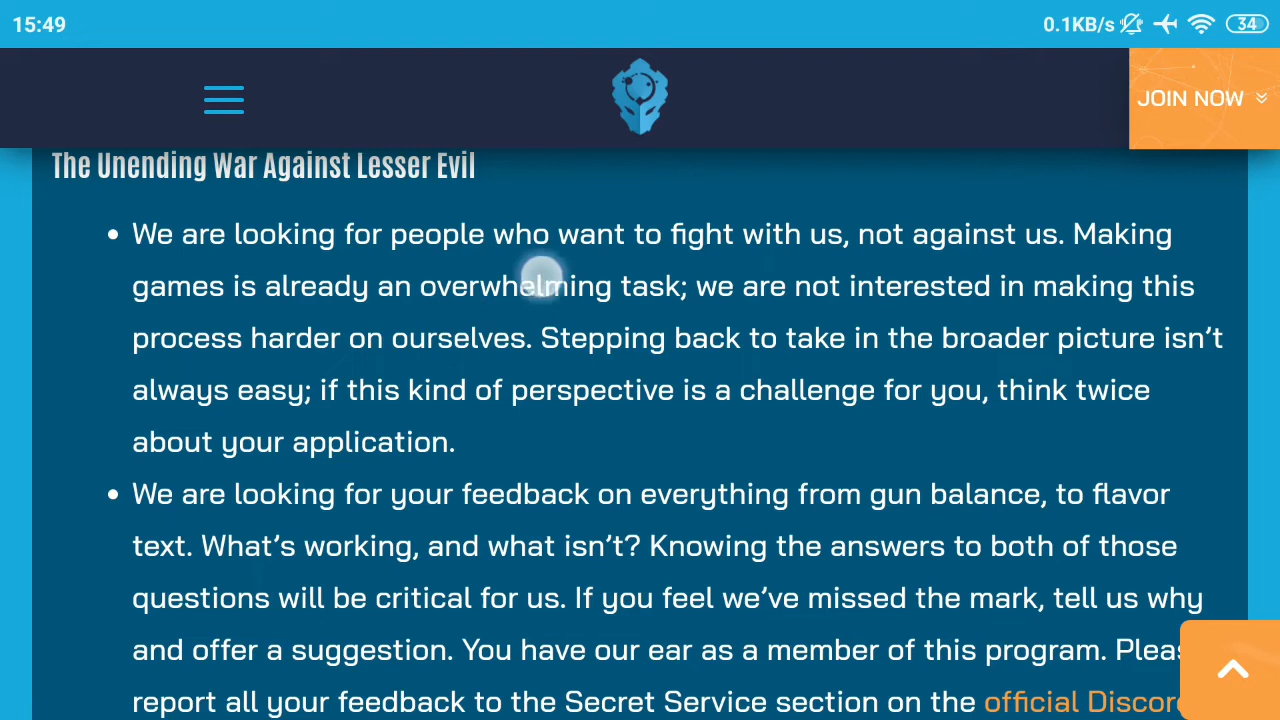 15:49
0.1KB/s
34
JOIN NOW
The Unending War Against Lesser Evil
We are looking for people who want to fight with us, not against us. Making
games is already an overwhelming task; we are not interested in making this
process harder on ourselves. Stepping back to take in the broader picture isn’t
always easy; if this kind of perspective is a challenge for you, think twice
about your application.
We are looking for your feedback on everything from gun balance, to flavor
text. What’s working, and what isn’t? Knowing the answers to both of those
questions will be critical for us. If you feel we’ve missed the mark, tell us why
and offer a suggestion. You have our ear as a member of this program.
report all your feedback to the Secret Service section on the official